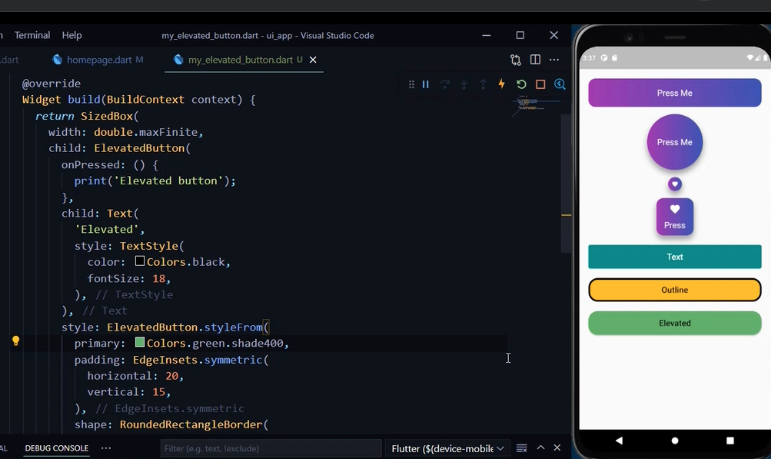 Terminal Help
my_elevated_button.dart - ui_app - Visual Studio Code
.dart
homepage.dart M
my_elevated_button.dart U
@override
Widget build(BuildContext context) {
return SizedBox(
width: double.maxFinite,
child: ElevatedButton(
onPressed: () {
print('Elevated button');
},
child: Text(
'Elevated',
style: TextStyle(
color: Colors.black,
fontSize: 18,
), // TextStyle
), // Text
style: ElevatedButton.styleFrom(
primary: Colors.green.shade400,
padding: EdgeInsets.symmetric(
horizontal: 20,
vertical: 15,
), // EdgeInsets.symmetric
shape: RoundedRectangleBorder(
AL
DEBUG CONSOLE
Filter (e.g. text, !exclude)
Flutter ($(device-mobile
3:37
Press Me
Press Me
Press
Text
Outline
Elevated